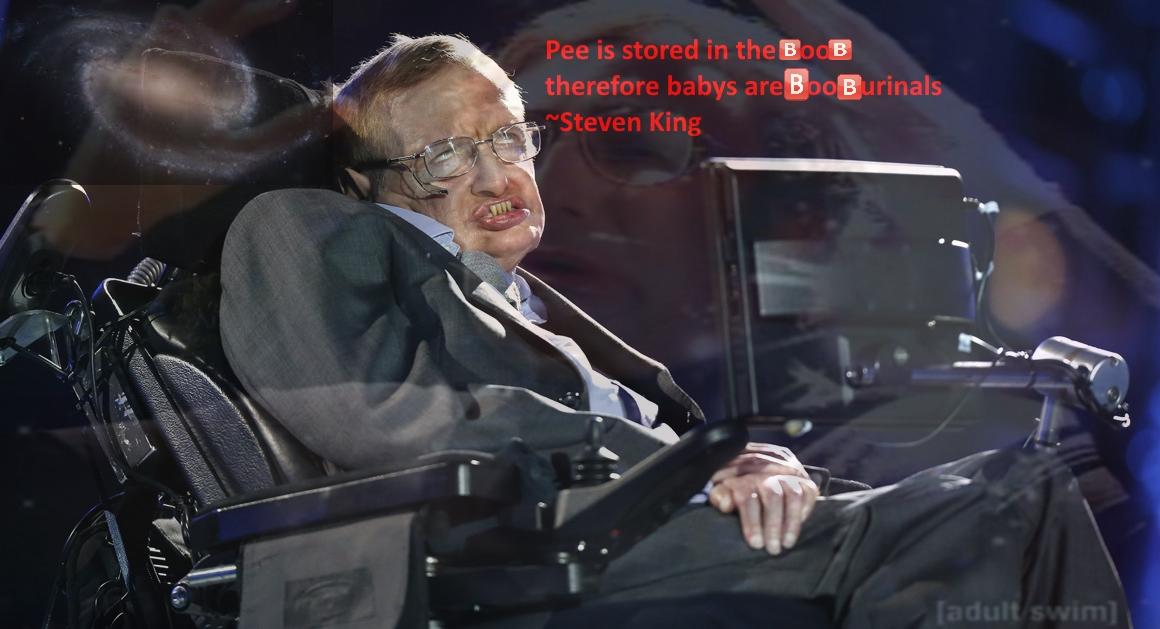 Pee is stored in the 🅱oo🅱
therefore babys are 🅱oo🅱urinals
~Steven King
[adult swim]